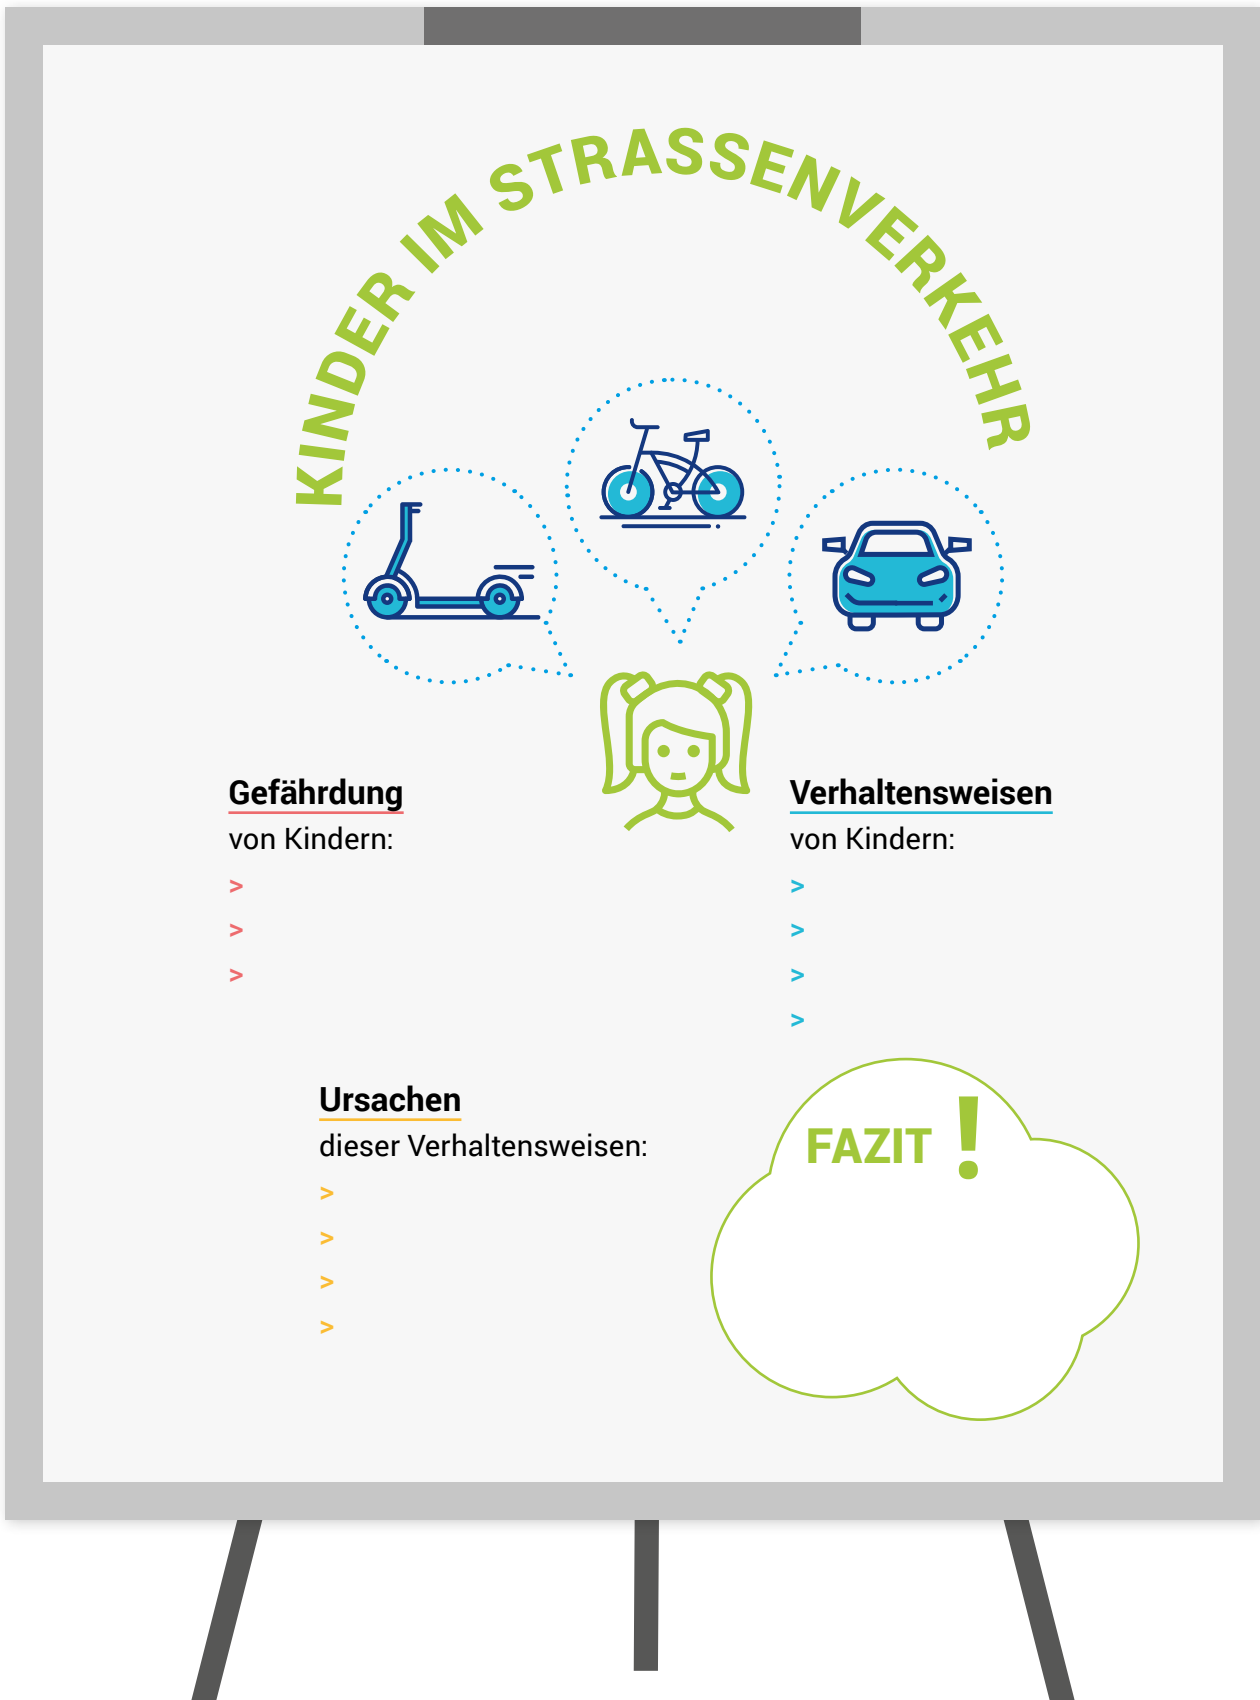 KINDER IM STRASSENVERKEHR
Gefährdung
von Kindern:
>
>
>
Verhaltensweisen
von Kindern:
>
>
>
>
Ursachen
dieser Verhaltensweisen:
>
>
>
>
FAZIT !